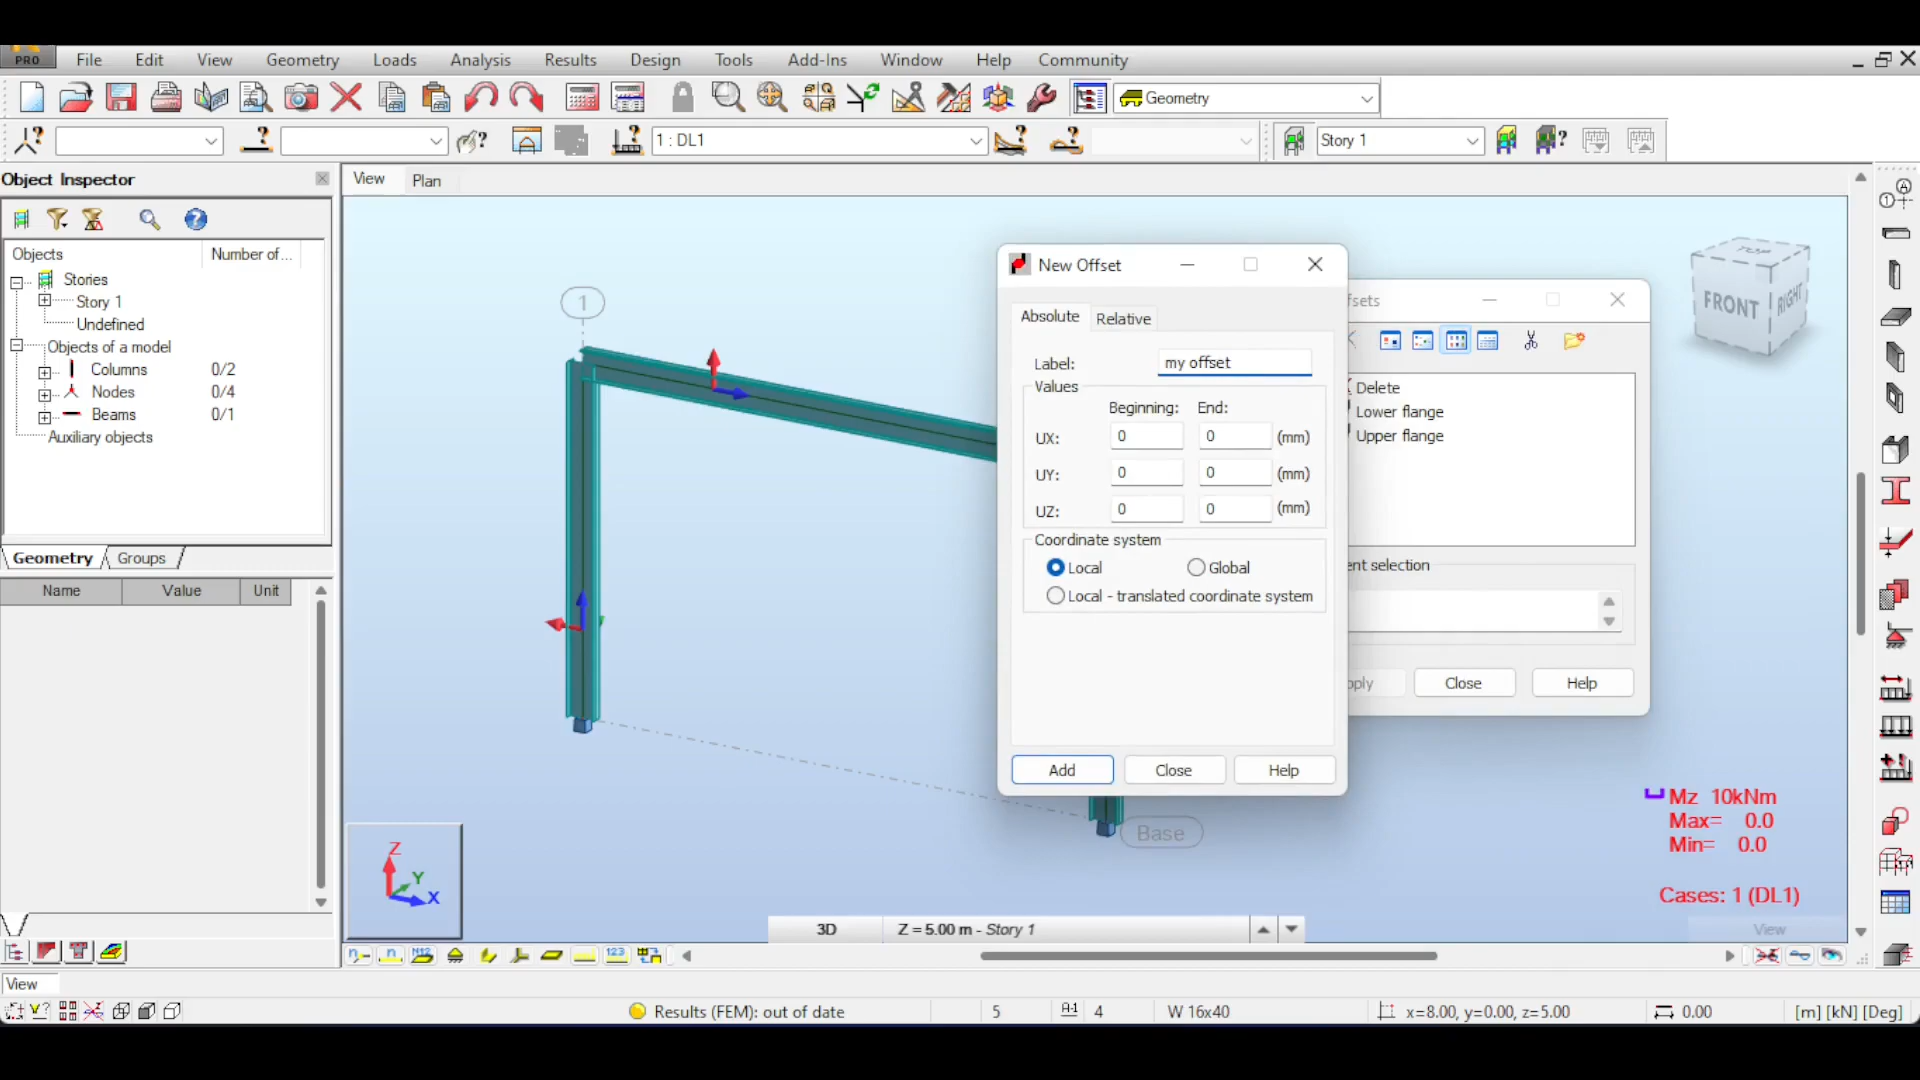 PRO File Edit View Geometry Loads Analysis Results Design Tools Add-Ins Window Help Community
Geometry
1 : DL1 Story 1
Object Inspector
View Plan
Objects Number of...
Stories
Story 1
Undefined
Objects of a model
Columns 0/2
Nodes 0/4
Beams 0/1
Auxiliary objects
Geometry Groups
Name Value Unit
1
New Offset
Absolute Relative
Label: my offset
Values
Beginning: End:
UX: 0 0 (mm)
UY: 0 0 (mm)
UZ: 0 0 (mm)
Coordinate system
Local Global
Local - translated coordinate system
Add Close Help
Delete
Lower flange
Upper flange
Close Help
TOP
FRONT RIGHT
Base
Mz 10kNm
Max= 0.0
Min= 0.0
Cases: 1 (DL1)
Z
Y
X
3D Z = 5.00 m - Story 1
View
View
Results (FEM): out of date 5 4 W 16x40 x=8.00, y=0.00, z=5.00 0.00 [m] [kN] [Deg]